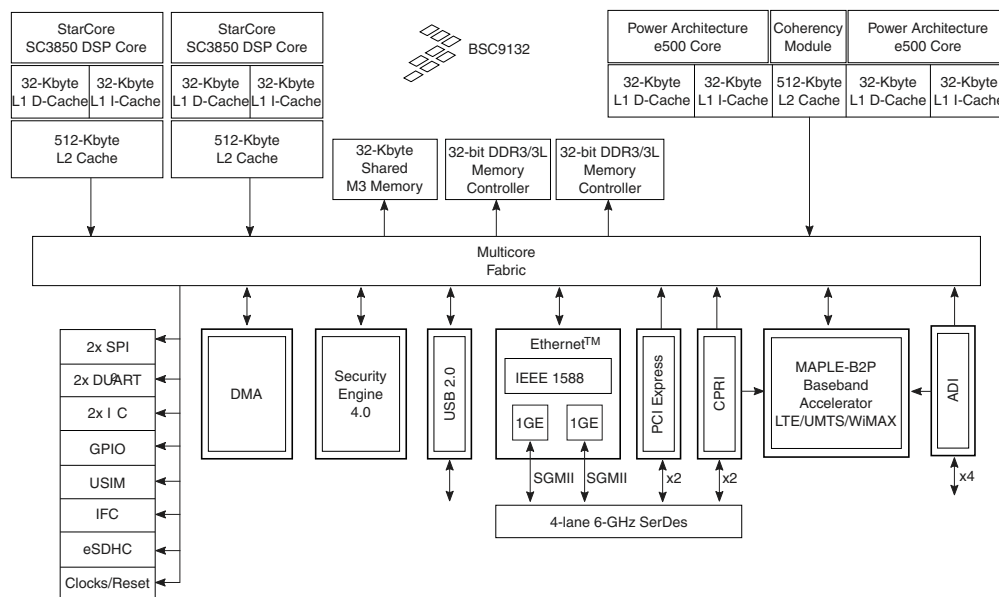 StarCore
SC3850 DSP Core
StarCore
SC3850 DSP Core
BSC9132
Power Architecture
e500 Core
Coherency
Module
Power Architecture
e500 Core
32-Kbyte
L1 D-Cache
32-Kbyte
L1 I-Cache
32-Kbyte
L1 D-Cache
32-Kbyte
L1 I-Cache
32-Kbyte
L1 D-Cache
32-Kbyte
L1 I-Cache
512-Kbyte
L2 Cache
32-Kbyte
L1 D-Cache
32-Kbyte
L1 I-Cache
512-Kbyte
L2 Cache
512-Kbyte
L2 Cache
32-Kbyte
Shared
M3 Memory
32-bit DDR3/3L
Memory
Controller
32-bit DDR3/3L
Memory
Controller
Multicore
Fabric
2x SPI
2x DUART
2x I2C
GPIO
USIM
IFC
eSDHC
Clocks/Reset
DMA
Security
Engine
4.0
USB 2.0
Ethernet™
IEEE 1588
1GE
1GE
PCI Express
CPRI
MAPLE-B2P
Baseband
Accelerator
LTE/UMTS/WiMAX
ADI
SGMII
SGMII
x2
x2
x4
4-lane 6-GHz SerDes